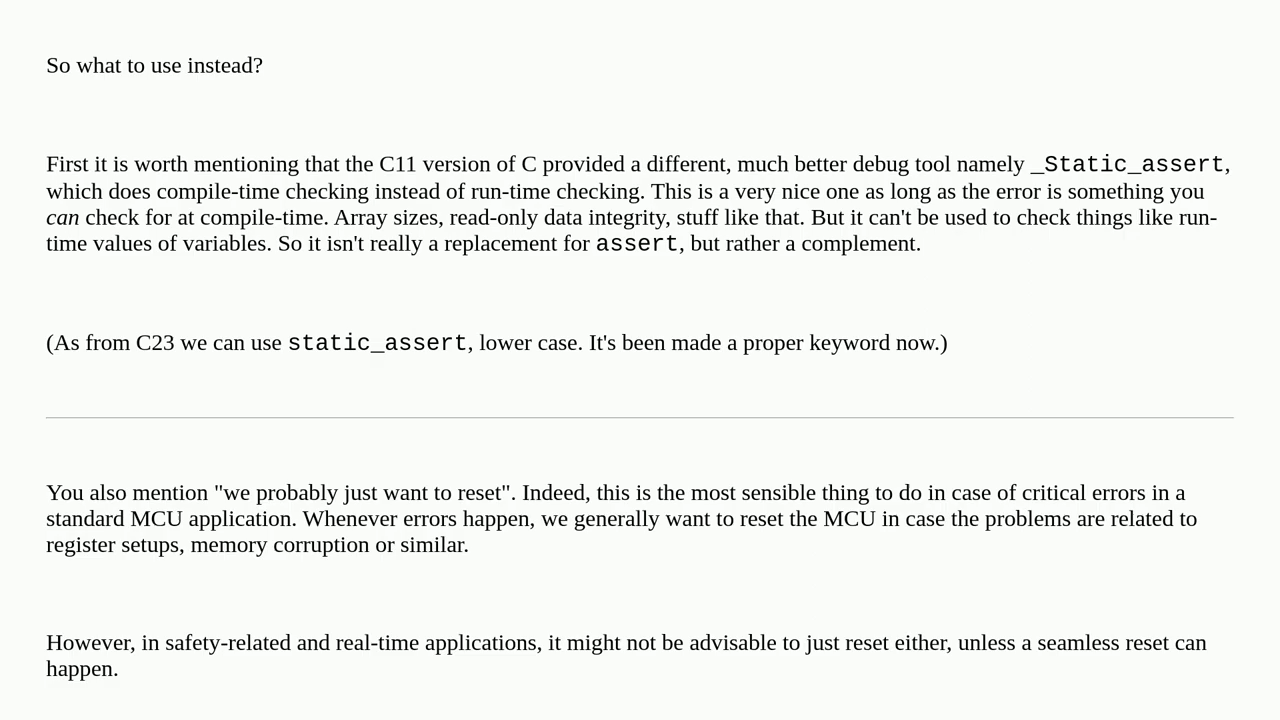 So what to use instead?
First it is worth mentioning that the C11 version of C provided a different, much better debug tool namely _Static_assert,
which does compile-time checking instead of run-time checking. This is a very nice one as long as the error is something you
can check for at compile-time. Array sizes, read-only data integrity, stuff like that. But it can't be used to check things like run-
time values of variables. So it isn't really a replacement for assert, but rather a complement.
(As from C23 we can use static_assert, lower case. It's been made a proper keyword now.)
You also mention "we probably just want to reset". Indeed, this is the most sensible thing to do in case of critical errors in a
standard MCU application. Whenever errors happen, we generally want to reset the MCU in case the problems are related to
register setups, memory corruption or similar.
However, in safety-related and real-time applications, it might not be advisable to just reset either, unless a seamless reset can
happen.